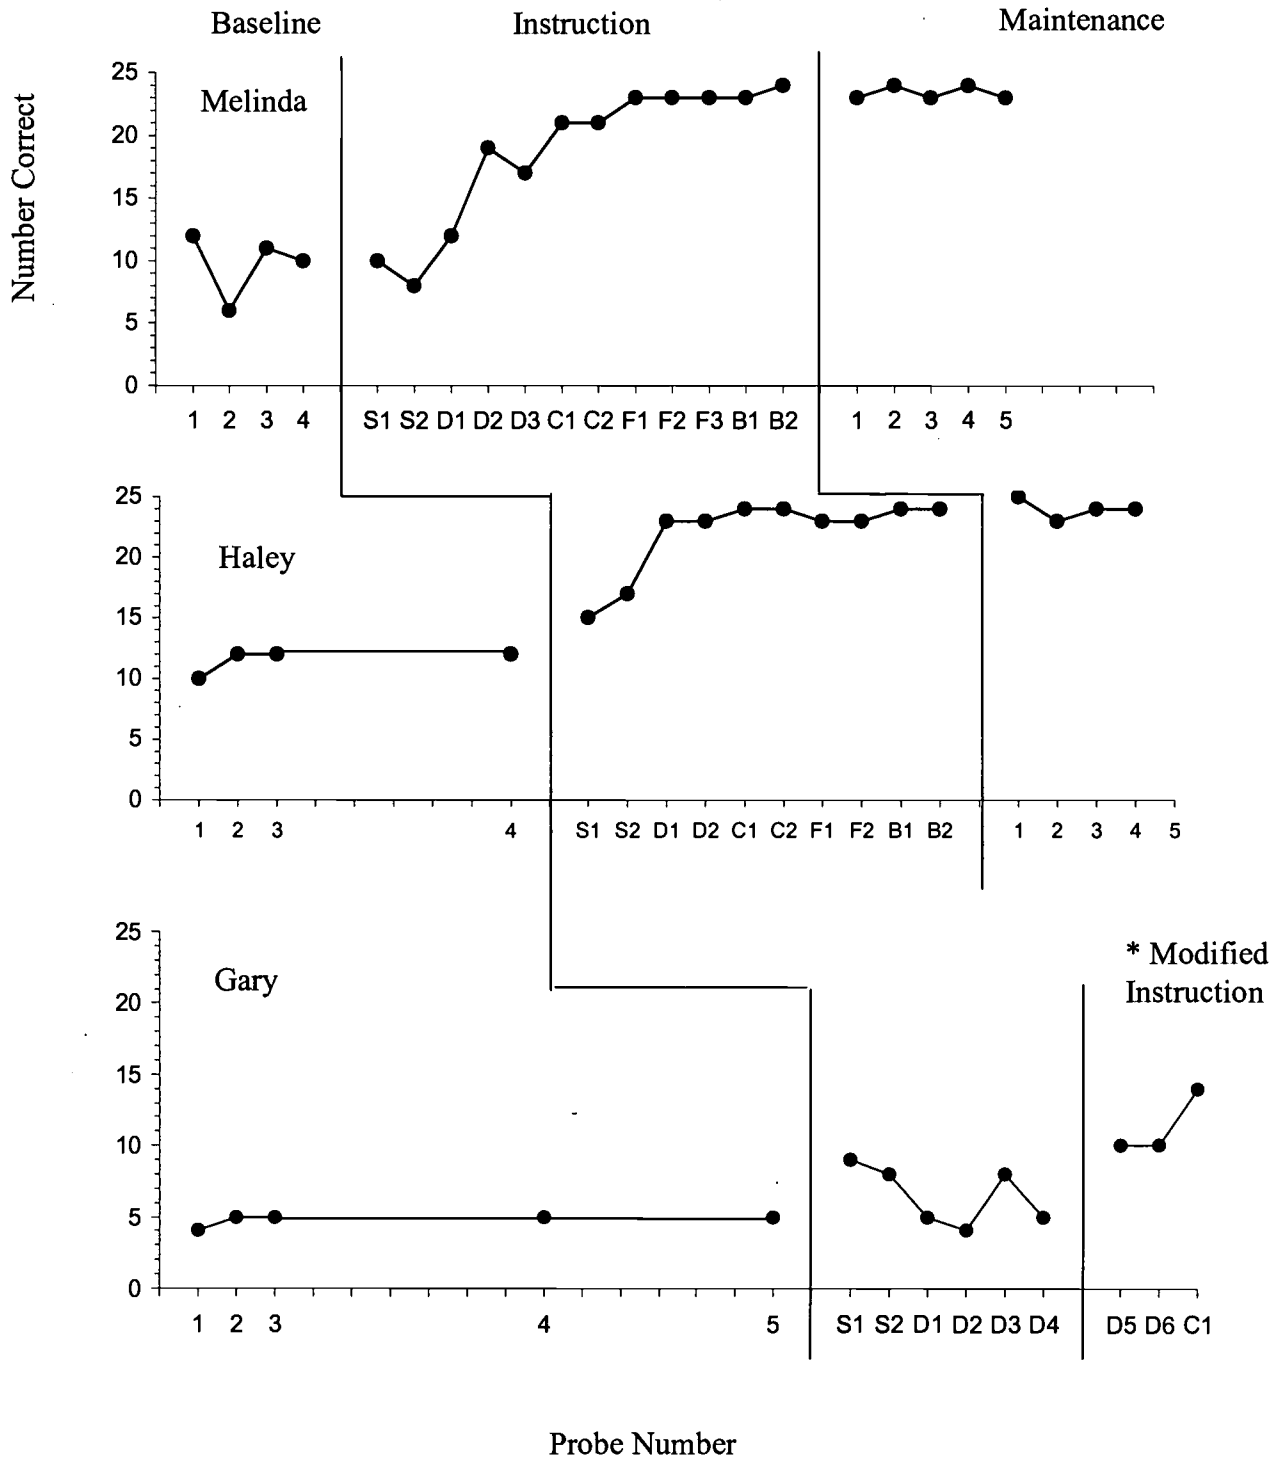 Baseline Instruction Maintenance
Number Correct
Melinda
25
20
15
10
5
0
1 2 3 4 S1 S2 D1 D2 D3 C1 C2 F1 F2 F3 B1 B2 1 2 3 4 5
Haley
25
20
15
10
5
0
1 2 3 4 S1 S2 D1 D2 C1 C2 F1 F2 B1 B2 1 2 3 4 5
Gary
* Modified
Instruction
25
20
15
10
5
0
1 2 3 4 5 S1 S2 D1 D2 D3 D4 D5 D6 C1
Probe Number